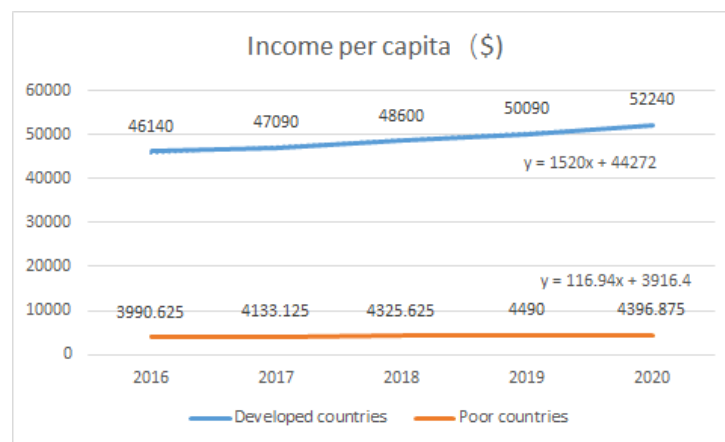 Income per capita（$)
60000
50000
40000
30000
20000
10000
0
46140 47090 48600 50090 52240
y = 1520x + 44272
y = 116.94x + 3916.4
3990.625 4133.125 4325.625 4490 4396.875
2016 2017 2018 2019 2020
Developed countries Poor countries